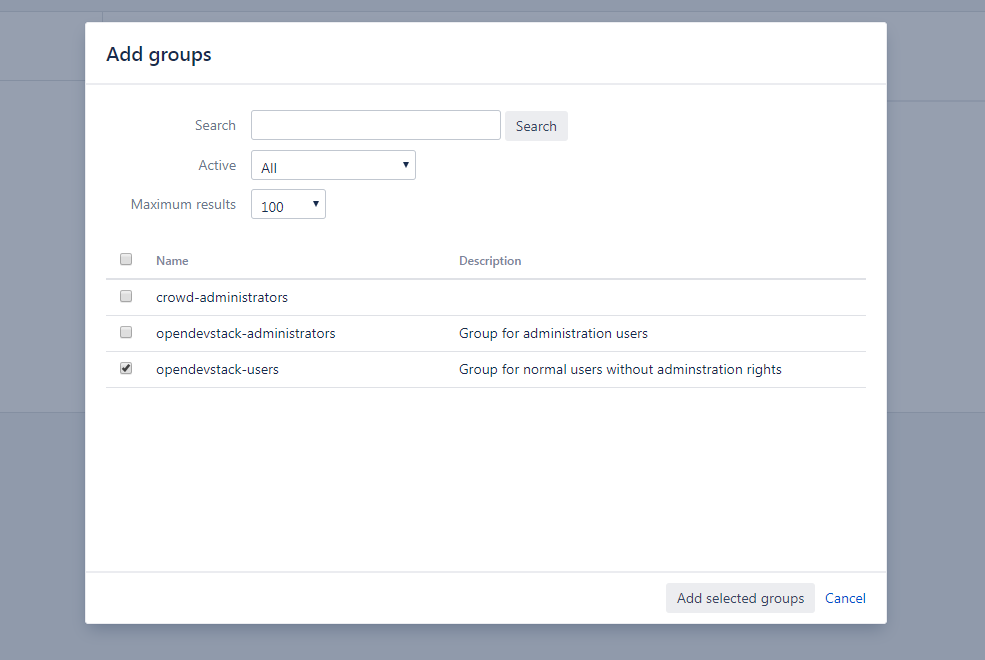 Add groups
Search Search
Active All
Maximum results 100
Name Description
crowd-administrators
opendevstack-administrators Group for administration users
opendevstack-users Group for normal users without adminstration rights
Add selected groups Cancel